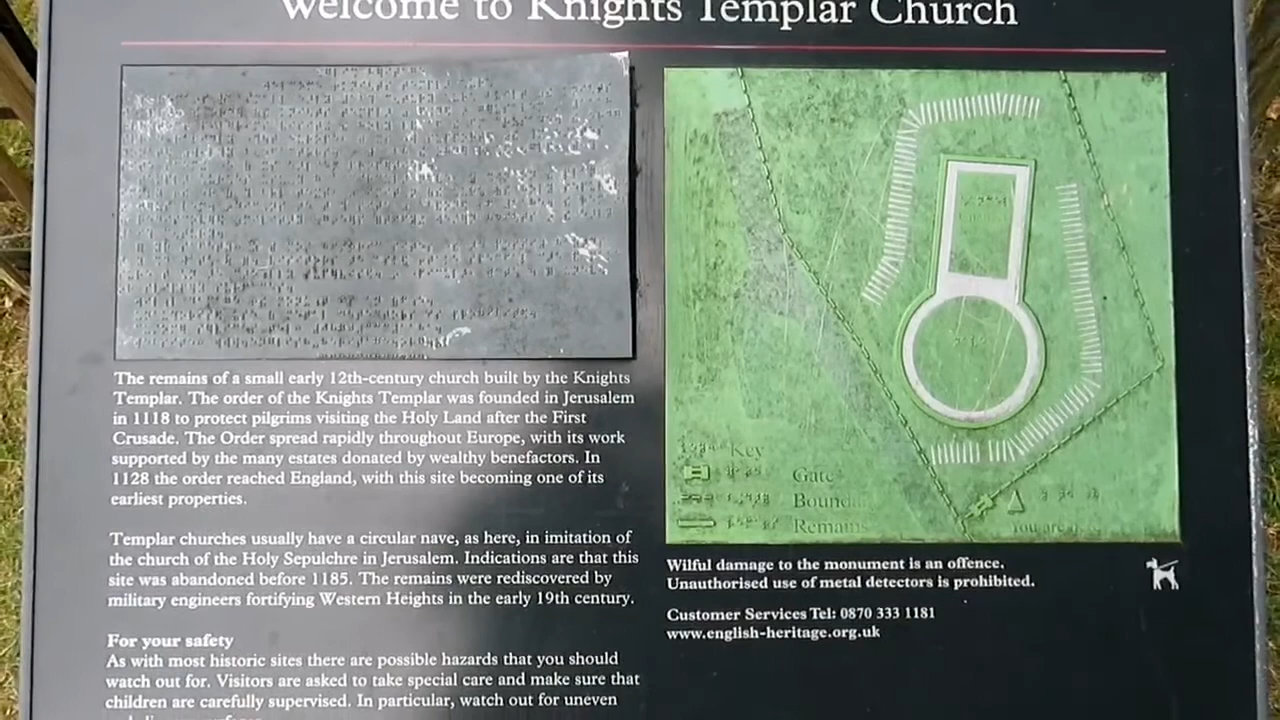 Welcome to Knights Templar Church
The remains of a small early 12th-century church built by the Knights
Templar. The order of the Knights Templar was founded in Jerusalem
in 1118 to protect pilgrims visiting the Holy Land after the First
Crusade. The Order spread rapidly throughout Europe, with its work
supported by the many estates donated by wealthy benefactors. In
1128 the order reached England, with this site becoming one of its
earliest properties.
Templar churches usually have a circular nave, as here, in imitation of
the church of the Holy Sepulchre in Jerusalem. Indications are that this
site was abandoned before 1185. The remains were rediscovered by
military engineers fortifying Western Heights in the early 19th century.
For your safety
As with most historic sites there are possible hazards that you should
watch out for. Visitors are asked to take special care and make sure that
children are carefully supervised. In particular, watch out for uneven
Key
Gate
Remains
You are
Wilful damage to the monument is an offence.
Unauthorised use of metal detectors is prohibited.
Customer Services Tel: 0870 333 1181
www.english-heritage.org.uk